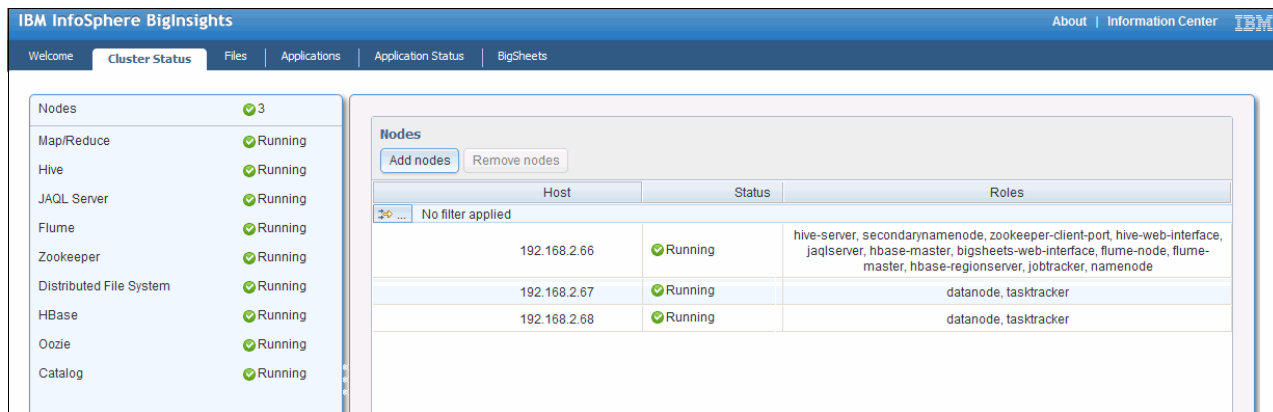 IBM InfoSphere BigInsights
About | Information Center IBM
Welcome Cluster Status Files Applications Application Status BigSheets
Nodes 3
Map/Reduce Running
Hive Running
JAQL Server Running
Flume Running
Zookeeper Running
Distributed File System Running
HBase Running
Oozie Running
Catalog Running
Nodes
Add nodes Remove nodes
Host Status Roles
... No filter applied
192.168.2.66 Running
hive-server, secondarynamenode, zookeeper-client-port, hive-web-interface,
jaqlserver, hbase-master, bigsheets-web-interface, flume-node, flume-
master, hbase-regionserver, jobtracker, namenode
192.168.2.67 Running datanode, tasktracker
192.168.2.68 Running datanode, tasktracker